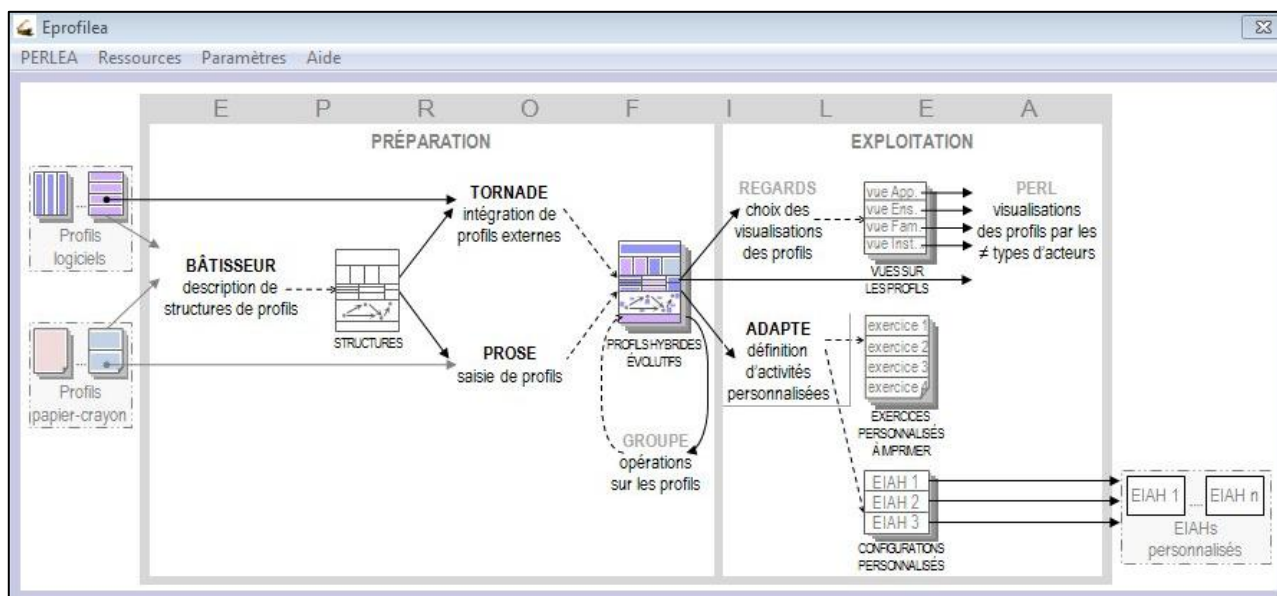 Eprofilea
PERLEA Ressources Paramètres Aide
E P R O F I L E A
PRÉPARATION
EXPLOITATION
...
Profils
logiciels
...
Profils
papier-crayon
BÂTISSEUR
description de
structures de profils
STRUCTURES
TORNADE
intégration de
profils externes
PROSE
saisie de profils
PROFILS HYBRIDES
ÉVOLUTIFS
GROUPE
opérations
sur les profils
REGARDS
choix des
visualisations
des profils
vue App.
vue Ens.
vue Fam.
vue Inst.
VUES SUR
LES PROFILS
PERL
visualisations
des profils par les
≠ types d'acteurs
ADAPTE
définition
d'activités
personnalisées
exercice 1
exercice 2
exercice 3
exercice 4
EXERCICES
PERSONNALISÉS
À IMPRIMER
EIAH 1
EIAH 2
EIAH 3
CONFIGURATIONS
PERSONNALISÉS
EIAH 1 ... EIAH n
EIAHs
personnalisés